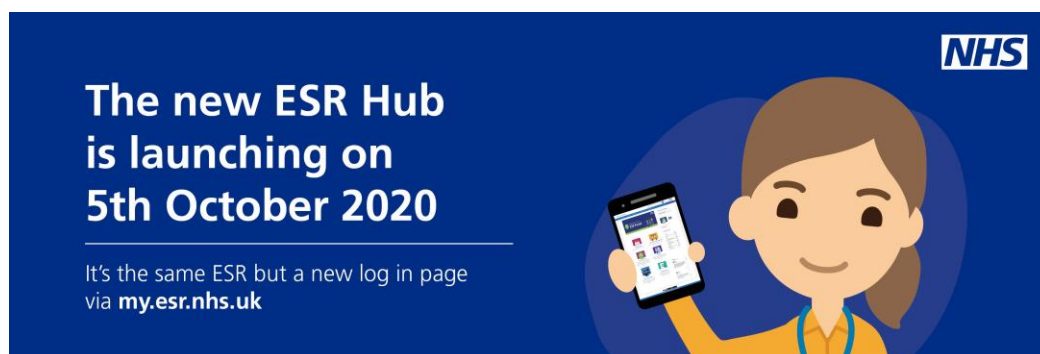 NHS
The new ESR Hub
is launching on
5th October 2020
It's the same ESR but a new log in page
via my.esr.nhs.uk